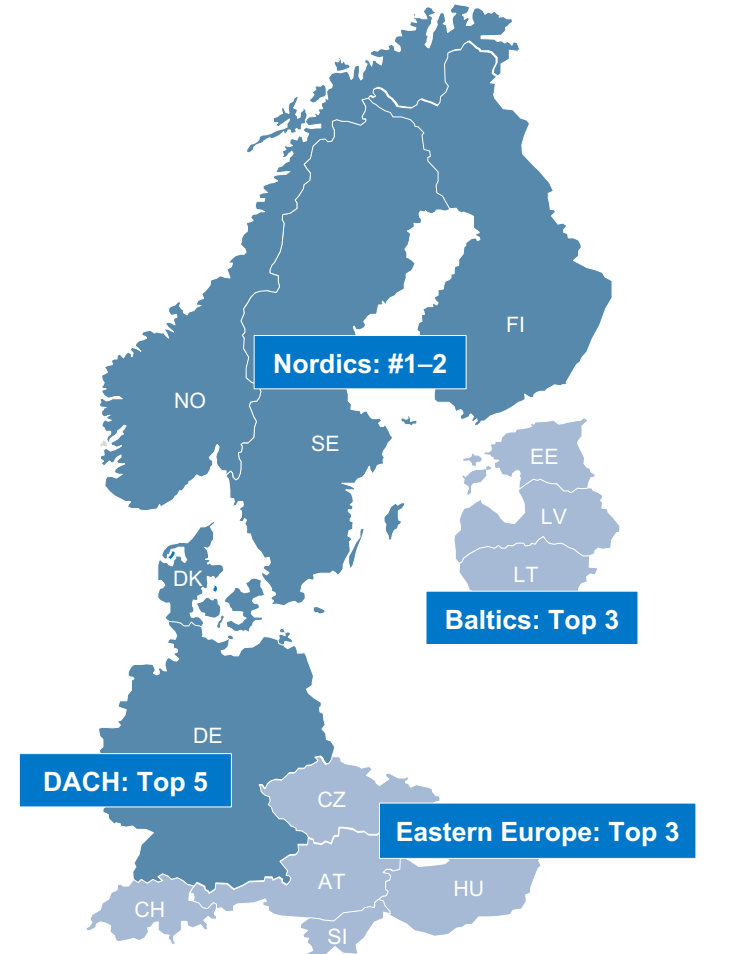 FI
Nordics: #1–2
NO
SE
EE
LV
LT
DK
Baltics: Top 3
DE
DACH: Top 5
CZ
Eastern Europe: Top 3
AT
HU
CH
SI